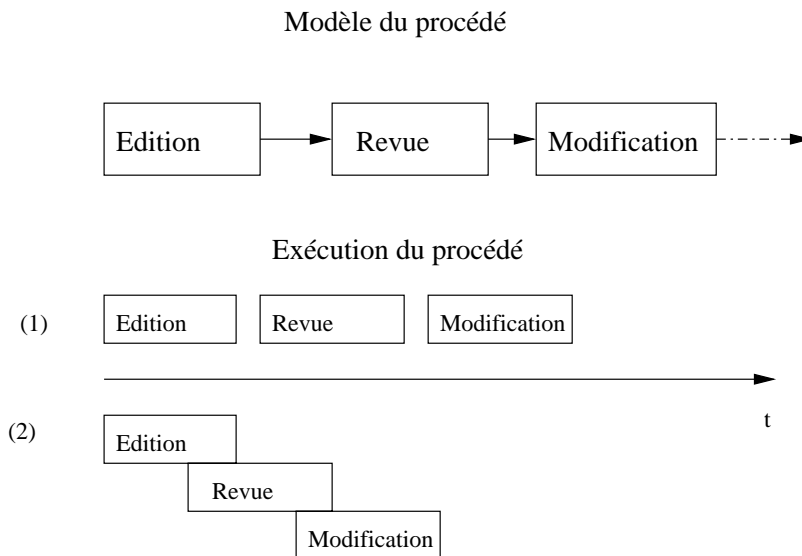 Modèle du procédé
Edition
Revue
Modification
Exécution du procédé
(1)
Edition
Revue
Modification
t
(2)
Edition
Revue
Modification